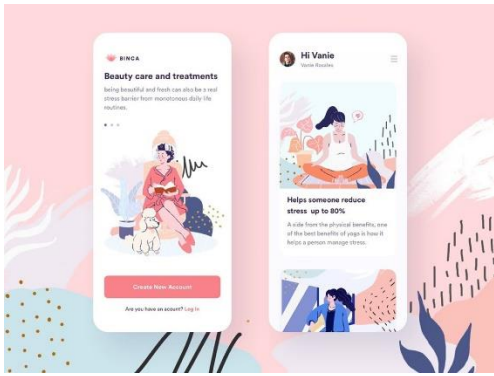 BINCA
Beauty care and treatments
being beautiful and fresh can also be a real
stress barrier from monotonous daily life
routines.
Create New Account
Are you have an acount? Log In
Hi Vanie
Vanie Rosales
Helps someone reduce
stress up to 80%
A side from the physical benefits, one
of the best benefits of yoga is how it
helps a person manage stress.